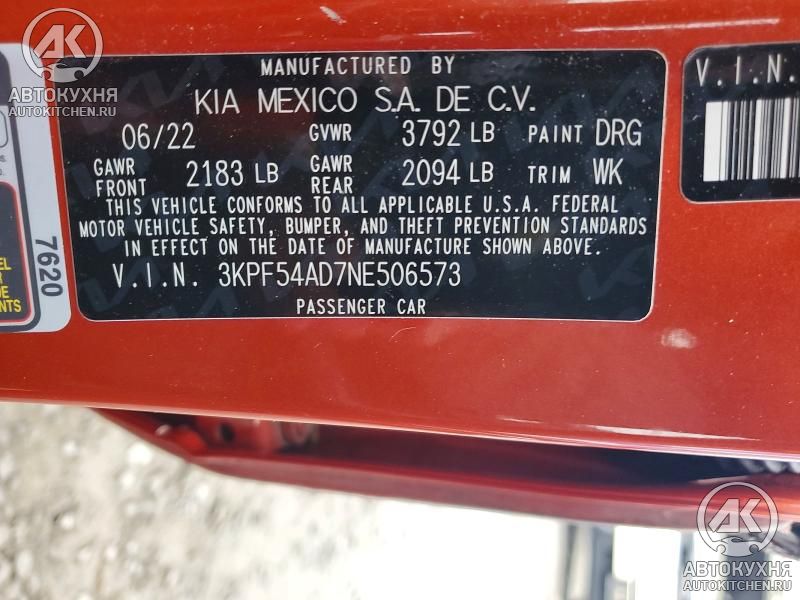 MANUFACTURED BY
KIA MEXICO S.A. DE C.V.
06/22 GVWR 3792 LB PAINT DRG
GAWR FRONT 2183 LB GAWR REAR 2094 LB TRIM WK
THIS VEHICLE CONFORMS TO ALL APPLICABLE U.S.A. FEDERAL
MOTOR VEHICLE SAFETY, BUMPER, AND THEFT PREVENTION STANDARDS
IN EFFECT ON THE DATE OF MANUFACTURE SHOWN ABOVE.
V.I.N. 3KPF54AD7NE506573
PASSENGER CAR
V.I.N.
7620
АК
АВТОКУХНЯ
AUTOKITCHEN.RU
АК
АВТОКУХНЯ
AUTOKITCHEN.RU